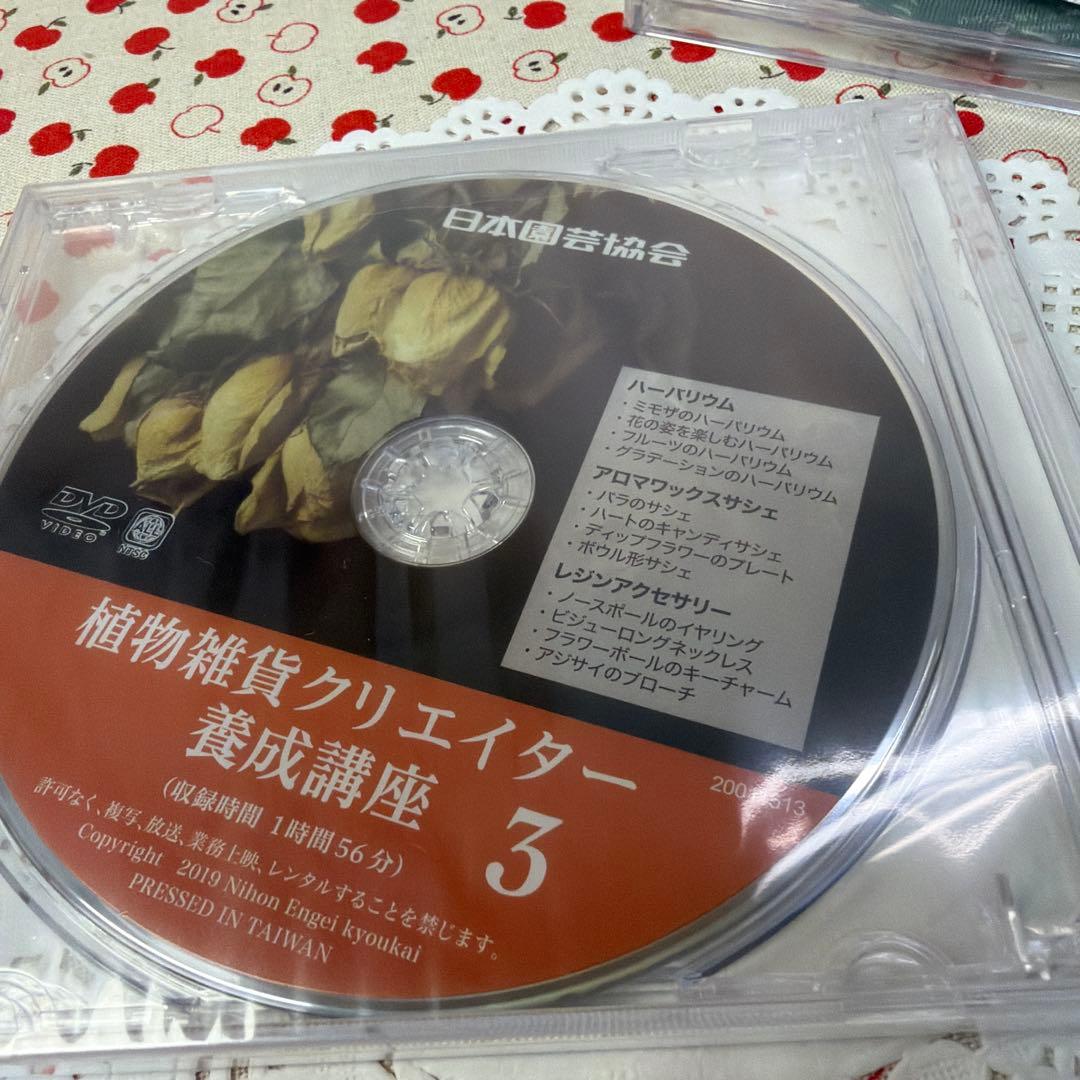 日本園芸協会
ハーバリウム
・ミモザのハーバリウム
・花の姿を楽しむハーバリウム
・フルーツのハーバリウム
・グラデーションのハーバリウム
アロマワックスサシェ
・バラのサシェ
・ハートのキャンディサシェ
・ディップフラワーのプレート
・ボウル形サシェ
レジンアクセサリー
・ノースポールのイヤリング
・ビジューロングネックレス
・フラワーボールのキーチャーム
・アジサイのブローチ
DVD
VIDEO
ALL
NTSC
植物雑貨クリエイター
養成講座 3
(収録時間 1時間56分)
許可なく、複写、放送、業務上映、レンタルすることを禁じます。
Copyright 2019 Nihon Engei kyoukai
PRESSED IN TAIWAN